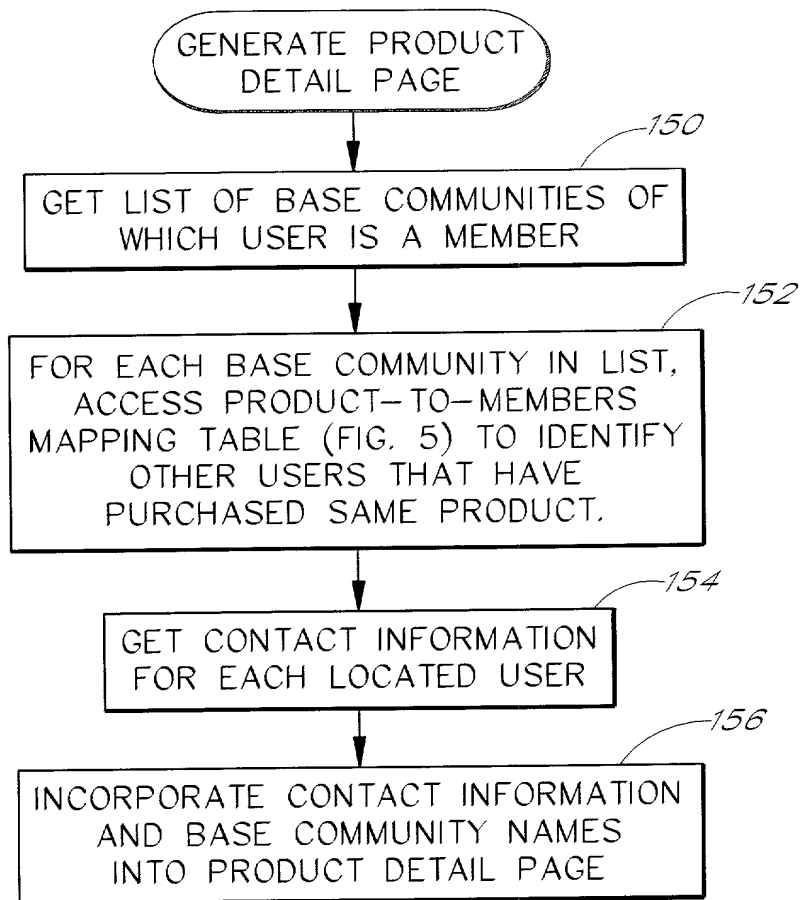 GENERATE PRODUCT
DETAIL PAGE
150
GET LIST OF BASE COMMUNITIES OF
WHICH USER IS A MEMBER
152
FOR EACH BASE COMMUNITY IN LIST,
ACCESS PRODUCT-TO-MEMBERS
MAPPING TABLE (FIG. 5) TO IDENTIFY
OTHER USERS THAT HAVE
PURCHASED SAME PRODUCT.
154
GET CONTACT INFORMATION
FOR EACH LOCATED USER
156
INCORPORATE CONTACT INFORMATION
AND BASE COMMUNITY NAMES
INTO PRODUCT DETAIL PAGE